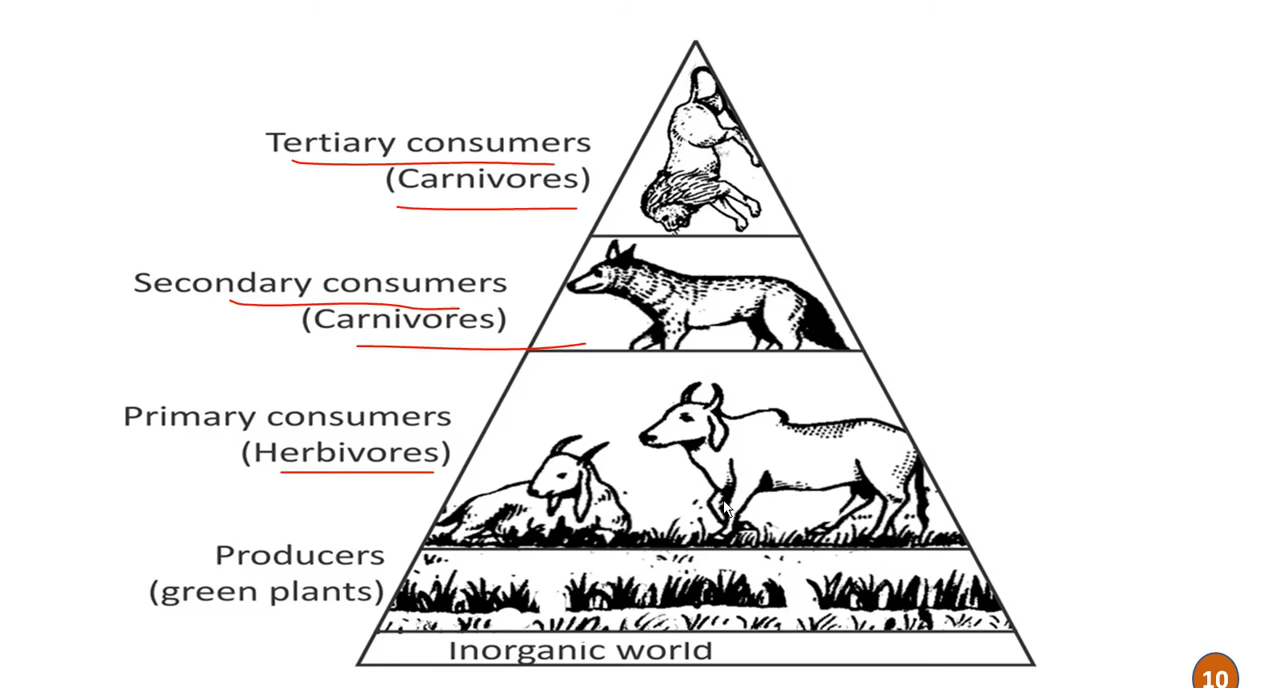 Tertiary consumers
(Carnivores)
Secondary consumers
(Carnivores)
Primary consumers
(Herbivores)
Producers
(green plants)
Inorganic world
10